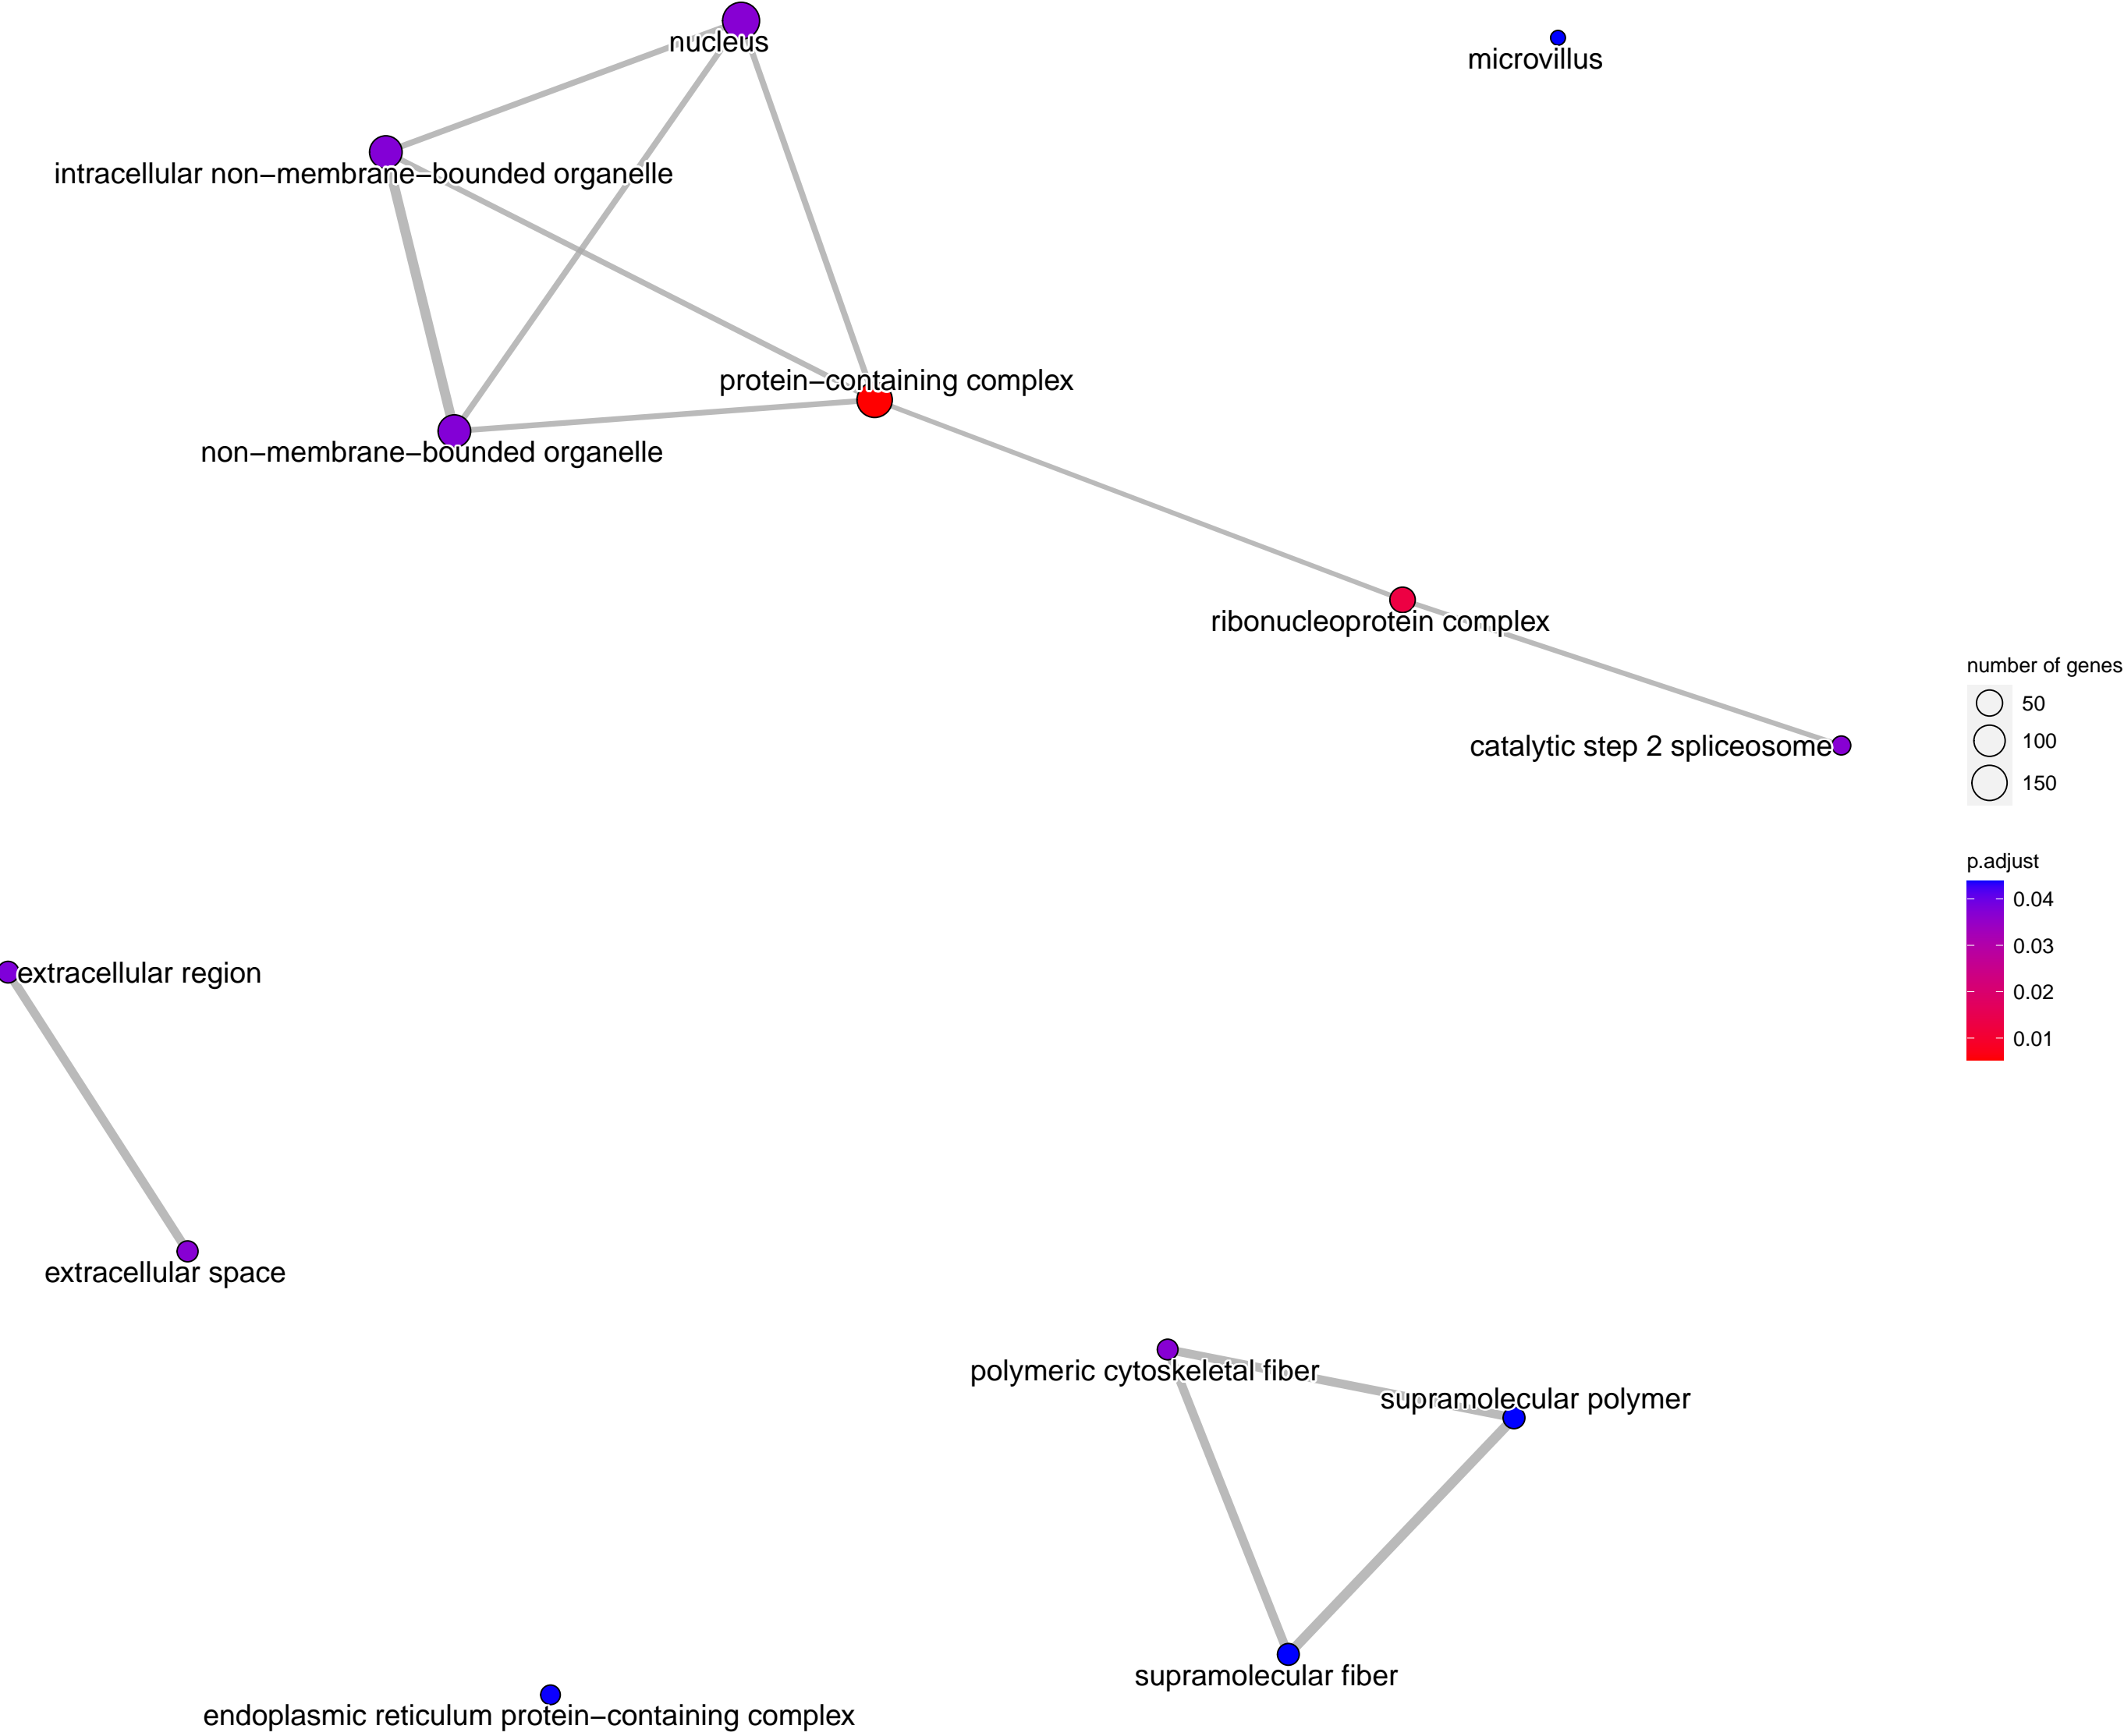 nucleus
microvillus
intracellular non−membrane−bounded organelle
protein−containing complex
non−membrane−bounded organelle
ribonucleoprotein complex
number of genes
50
100
150
catalytic step 2 spliceosome
p.adjust
0.04
0.03
0.02
0.01
extracellular region
extracellular space
polymeric cytoskeletal fiber
supramolecular polymer
supramolecular fiber
endoplasmic reticulum protein−containing complex